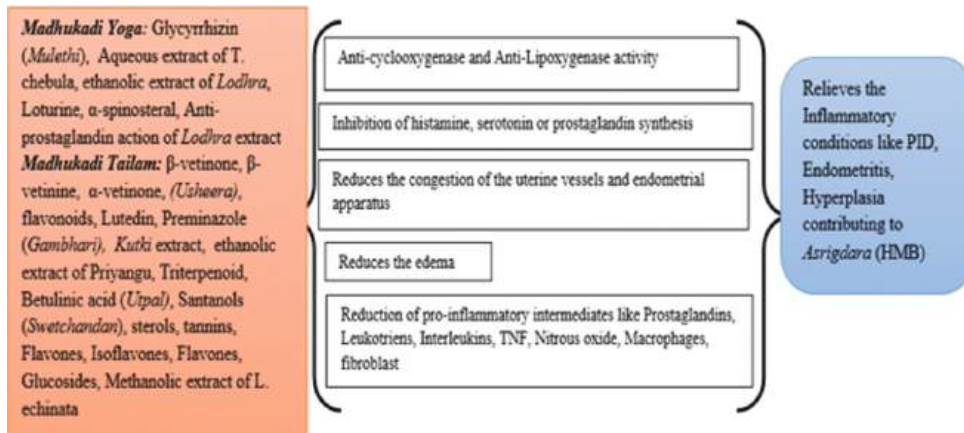 Madhukadi Yoga: Glycyrrhizin
(Mulethi), Aqueous extract of T.
chebula, ethanolic extract of Lodhra,
Loturine, α-spinosteral, Anti-
prostaglandin action of Lodhra extract
Madhukadi Tailam: β-vetinone, β-
vetinine, α-vetinone, (Usheera),
flavonoids, Lutedin, Preminazole
(Gambhari), Kutki extract, ethanolic
extract of Priyangu, Triterpenoid,
Betulinic acid (Utpal), Santanols
(Swetchandan), sterols, tannins,
Flavones, Isoflavones, Flavones,
Glucosides, Methanolic extract of L.
echinata
Anti-cyclooxygenase and Anti-Lipoxygenase activity
Inhibition of histamine, serotonin or prostaglandin synthesis
Reduces the congestion of the uterine vessels and endometrial
apparatus
Reduces the edema
Reduction of pro-inflammatory intermediates like Prostaglandins,
Leukotriens, Interleukins, TNF, Nitrous oxide, Macrophages,
fibroblast
Relieves the
Inflammatory
conditions like PID,
Endometritis,
Hyperplasia
contributing to
Asrigdara (HMB)